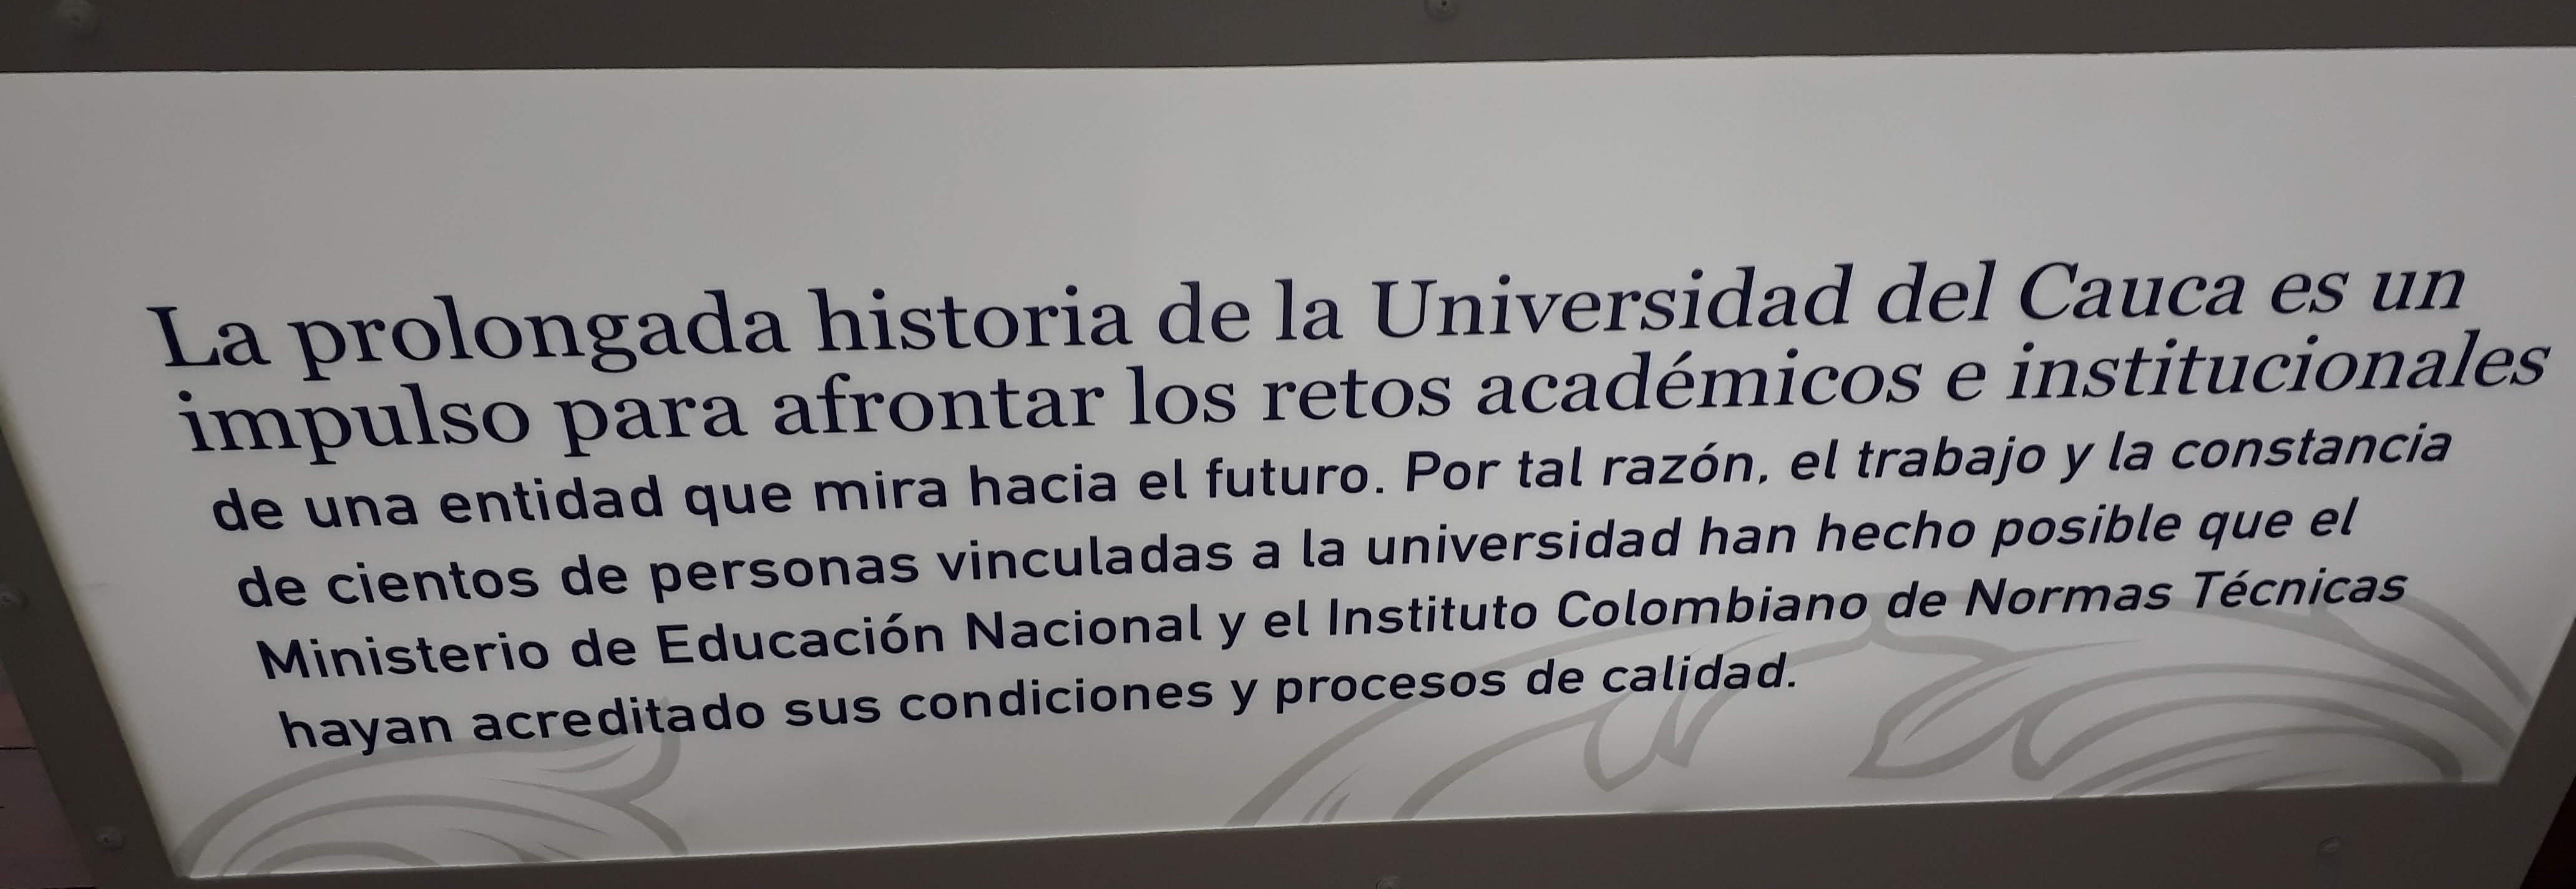 La prolongada historia de la Universidad del Cauca es un
impulso para afrontar los retos académicos e institucionales
de una entidad que mira hacia el futuro. Por tal razón, el trabajo y la constancia
de cientos de personas vinculadas a la universidad han hecho posible que el
Ministerio de Educación Nacional y el Instituto Colombiano de Normas Técnicas
hayan acreditado sus condiciones y procesos de calidad.